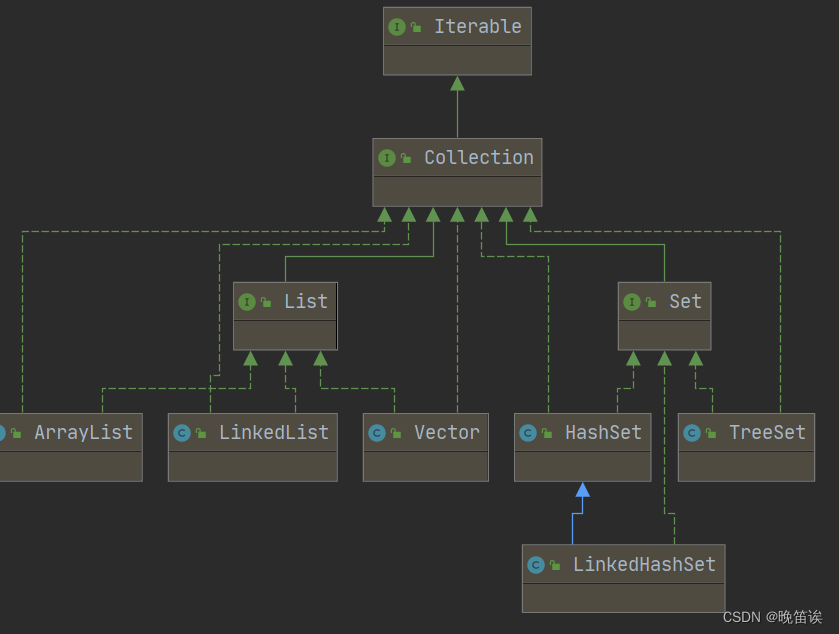 Iterable
Collection
List
Set
ArrayList
LinkedList
Vector
HashSet
TreeSet
LinkedHashSet
CSDN @晚笛诶